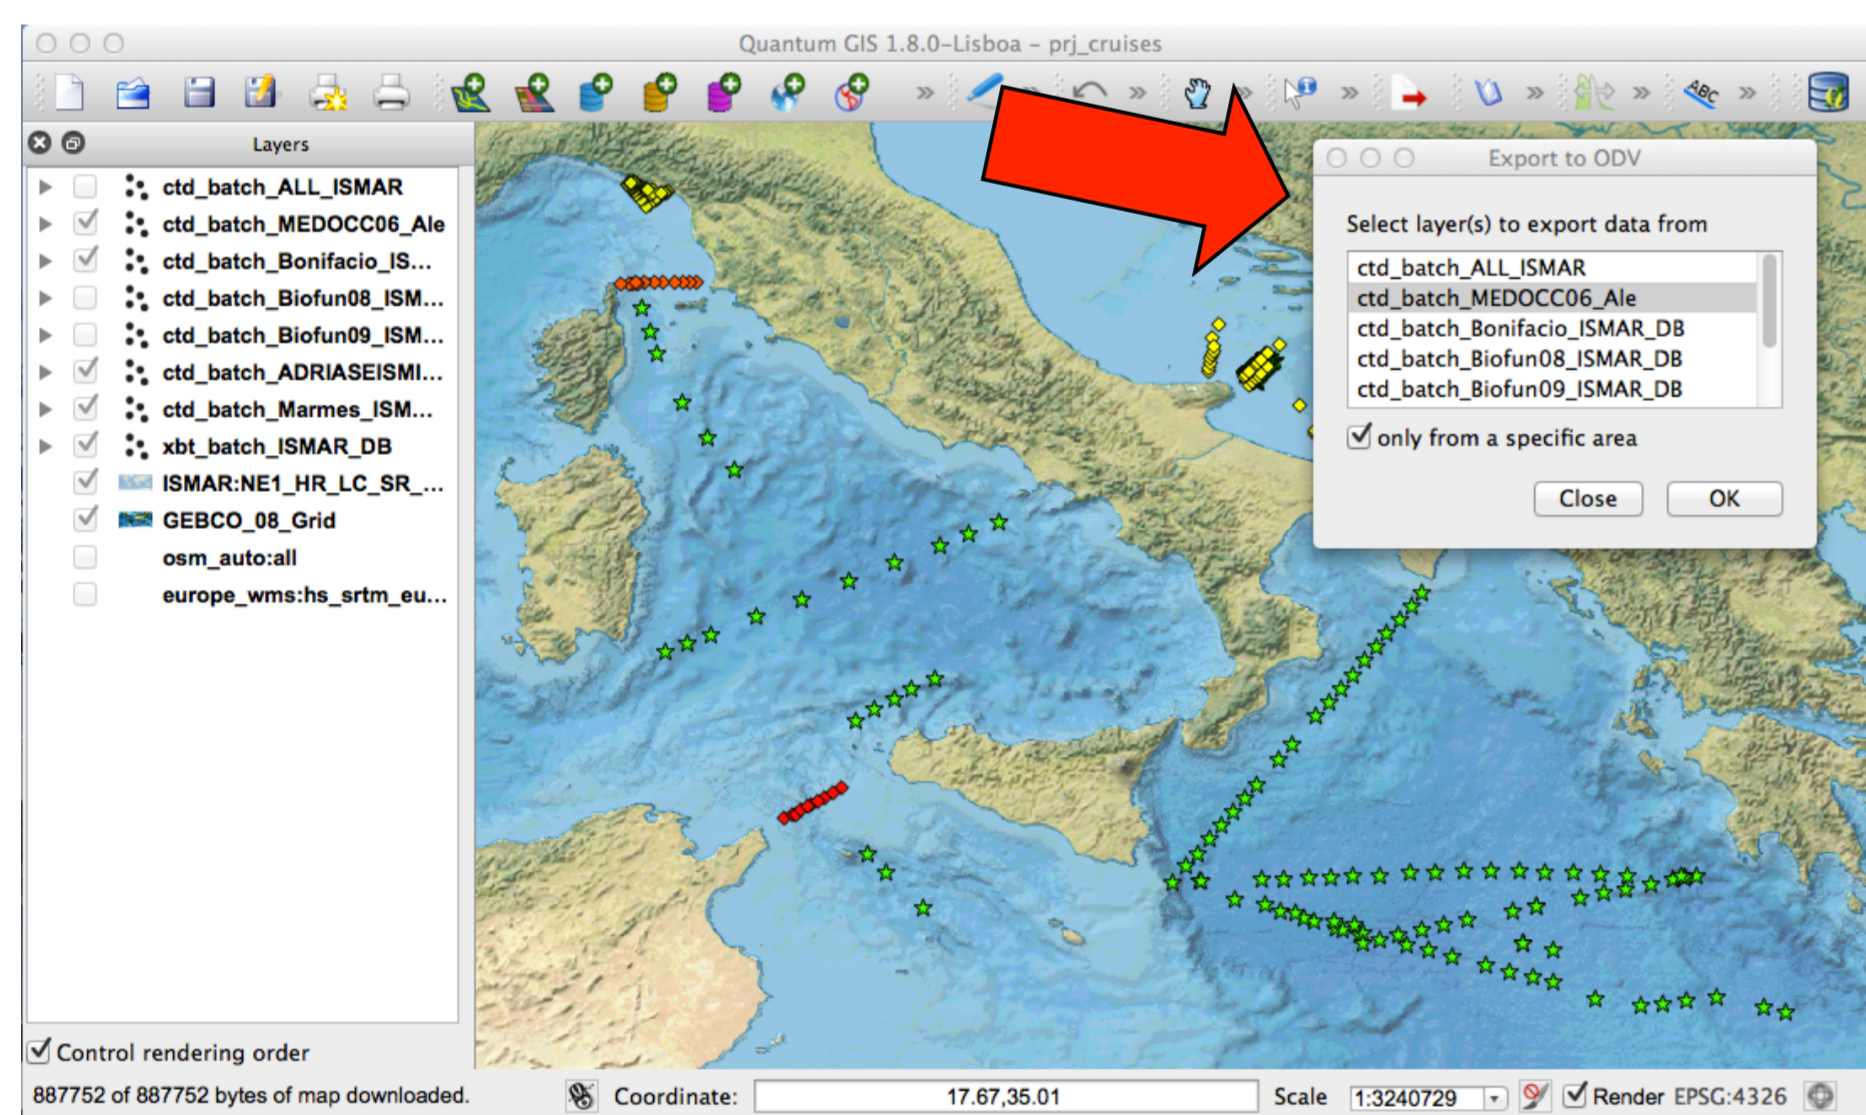 Quantum GIS 1.8.0-Lisboa - prj_cruises
ABC
Layers
ctd_batch_ALL_ISMAR
ctd_batch_MEDOCC06_Ale
ctd_batch_Bonifacio_IS...
ctd_batch_Biofun08_ISM...
ctd_batch_Biofun09_ISM...
ctd_batch_ADRIASEISMI...
ctd_batch_Marmes_ISM...
xbt_batch_ISMAR_DB
ISMAR:NE1_HR_LC_SR_...
GEBCO_08_Grid
osm_auto:all
europe_wms:hs_srtm_eu...
Control rendering order
Export to ODV
Select layer(s) to export data from
ctd_batch_ALL_ISMAR
ctd_batch_MEDOCC06_Ale
ctd_batch_Bonifacio_ISMAR_DB
ctd_batch_Biofun08_ISMAR_DB
ctd_batch_Biofun09_ISMAR_DB
only from a specific area
Close OK
887752 of 887752 bytes of map downloaded. Coordinate: 17.67,35.01 Scale 1:3240729 Render EPSG:4326